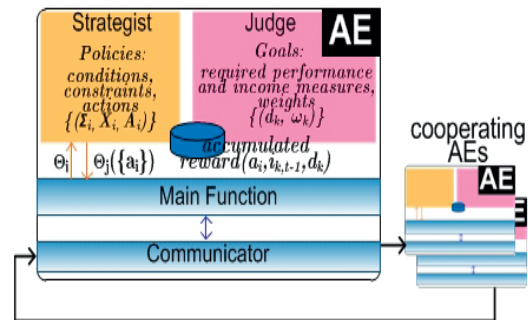 Strategist
Policies:
conditions,
constraints,
actions
{(Σi, Xi, Ai)}
Judge
AE
Goals:
required performance
and income measures,
weights
{(dk, ωk)}
accumulated
reward(ai,ik,t-1,dk)
Θi
Θj({ai})
Main Function
Communicator
cooperating
AEs
AE